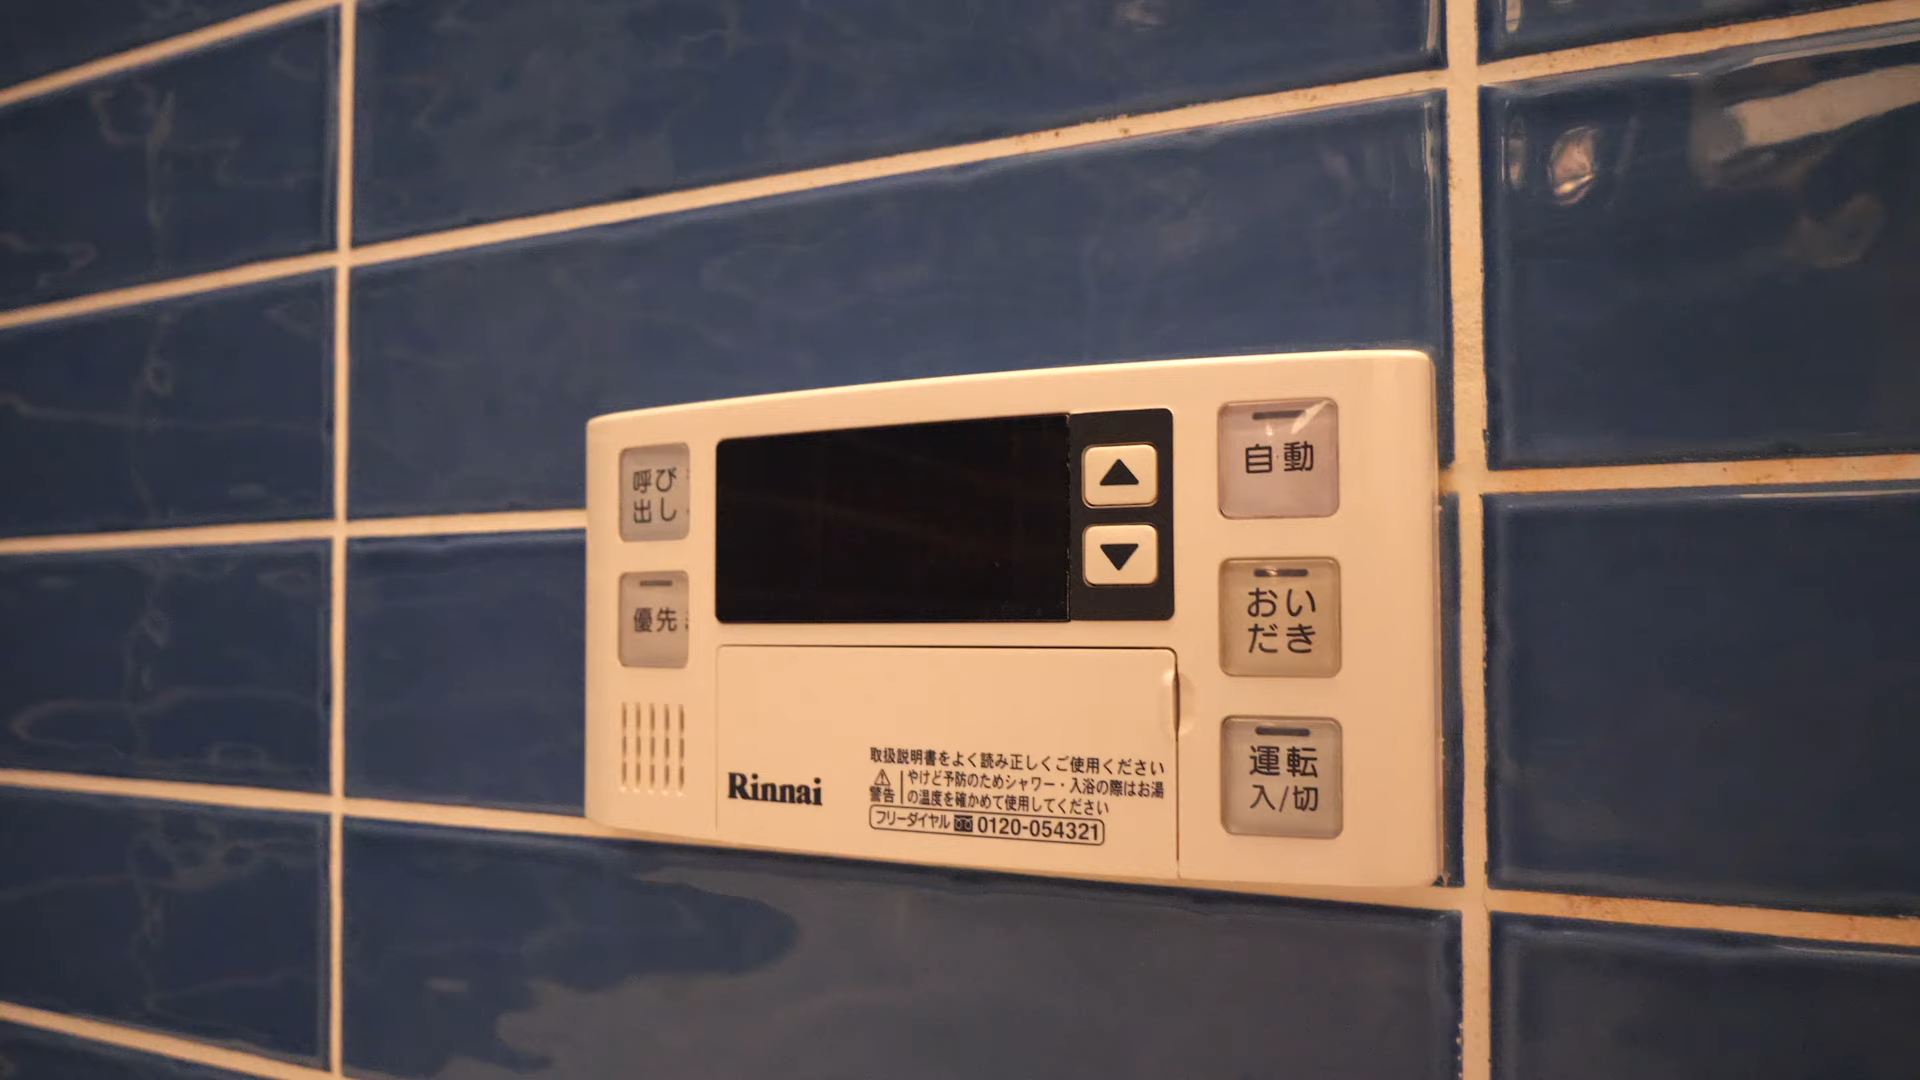 呼び
出し
優先
自動
おい
だき
運転
入/切
Rinnai
取扱説明書をよく読み正しくご使用ください
警告
やけど予防のためシャワー・入浴の際はお湯
の温度を確かめて使用してください
フリーダイヤル 0120-054321